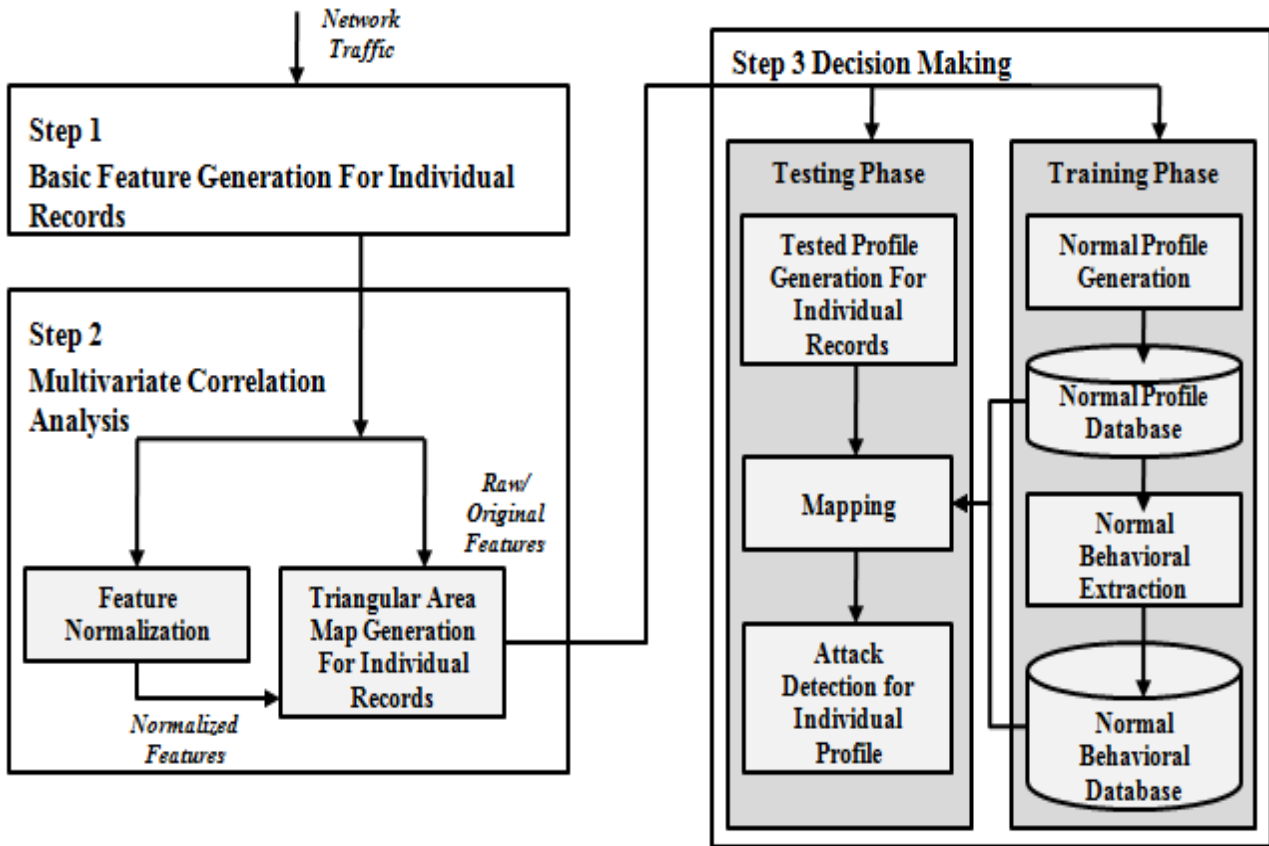 Network
Traffic
Step 1
Basic Feature Generation For Individual
Records
Step 2
Multivariate Correlation
Analysis
Raw/
Original
Features
Feature
Normalization
Triangular Area
Map Generation
For Individual
Records
Normalized
Features
Step 3 Decision Making
Testing Phase
Tested Profile
Generation For
Individual
Records
Mapping
Attack
Detection for
Individual
Profile
Training Phase
Normal Profile
Generation
Normal Profile
Database
Normal
Behavioral
Extraction
Normal
Behavioral
Database